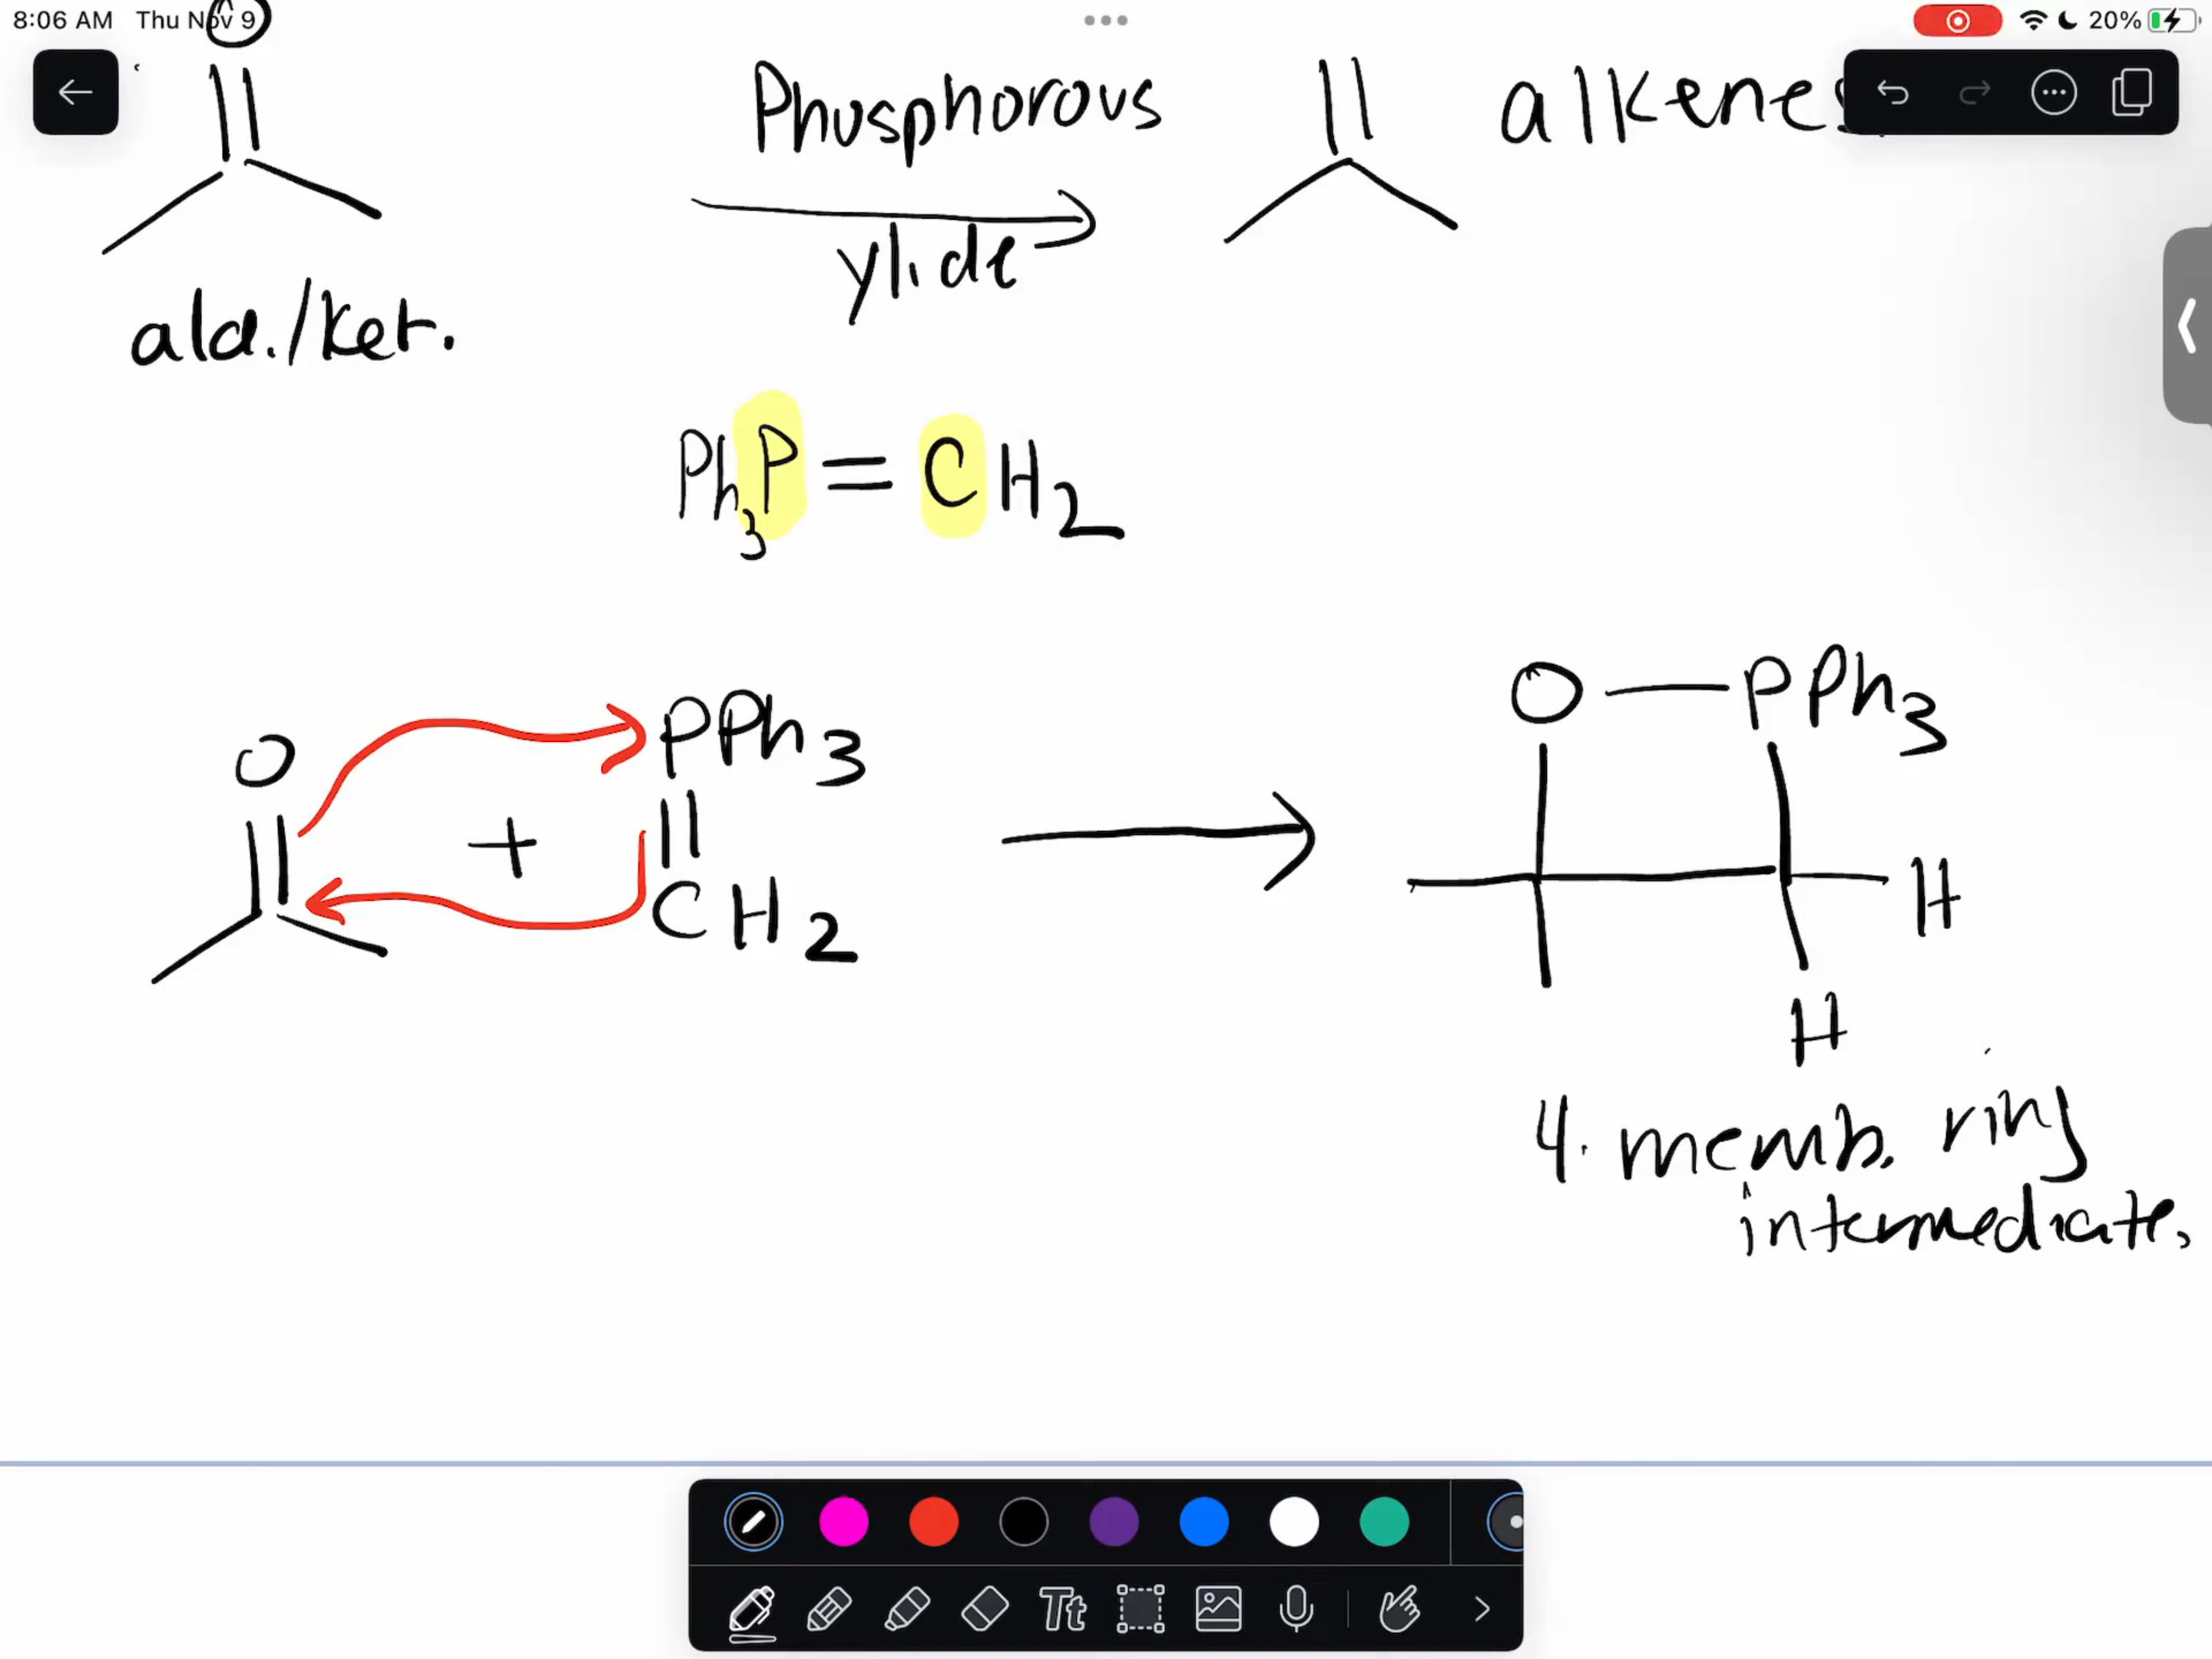 8:06 AM Thu Nov 9
20%
O
Phosphorous
ylide
alkenes
ald./ket.
Ph3P = CH2
O
+
PPh3
CH2
O — PPh3
H
H
4. memb. ring
intermediate,
Tt